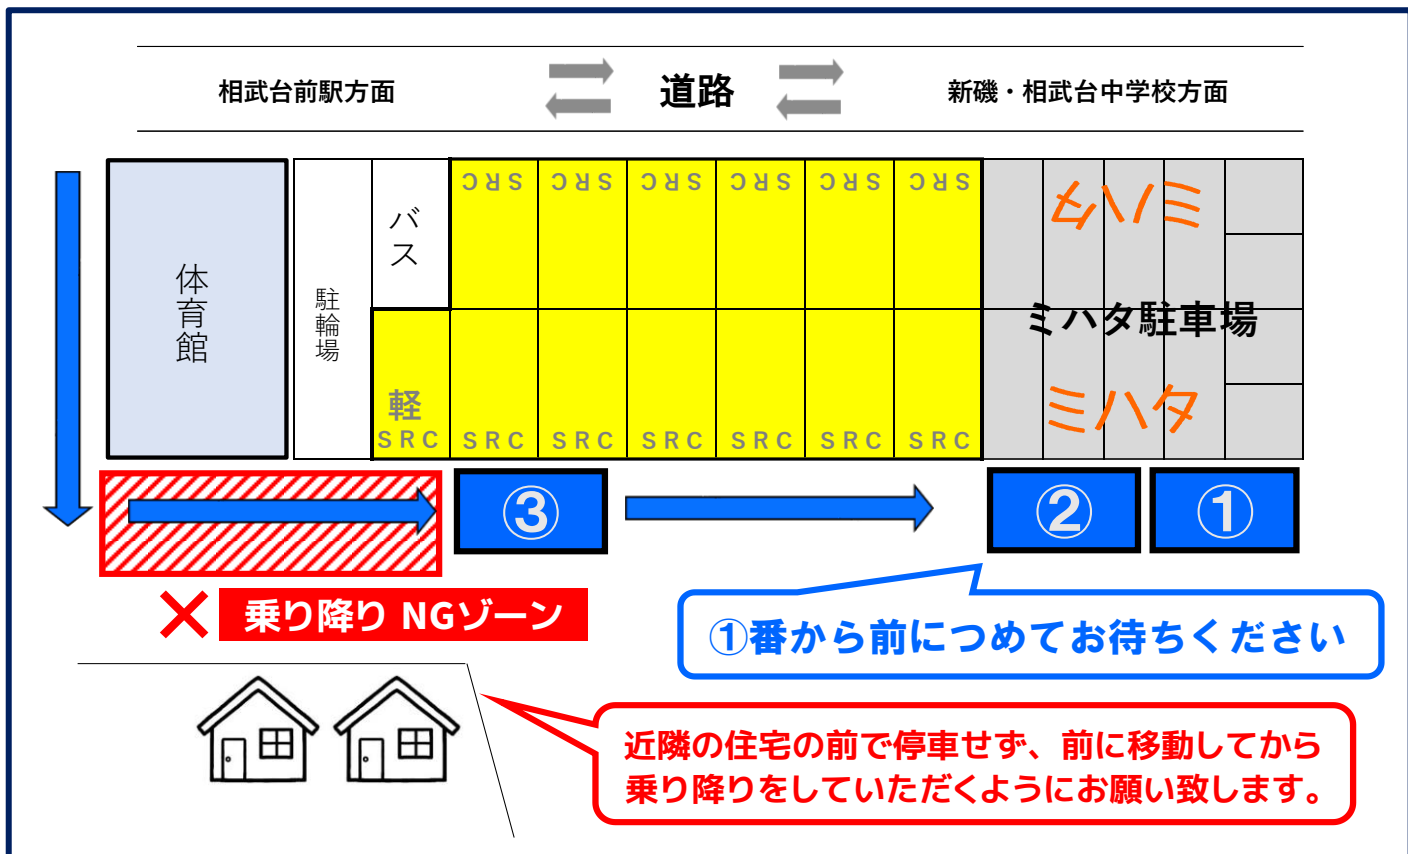 相武台前駅方面
道路
新磯・相武台中学校方面
体育館
駐輪場
バス
SRC SRC SRC SRC SRC SRC
ミハタ
ミハタ駐車場
ミハタ
軽
SRC SRC SRC SRC SRC SRC SRC
③
②
①
乗り降り NGゾーン
①番から前につめてお待ちください
近隣の住宅の前で停車せず、前に移動してから
乗り降りをしていただくようにお願い致します。